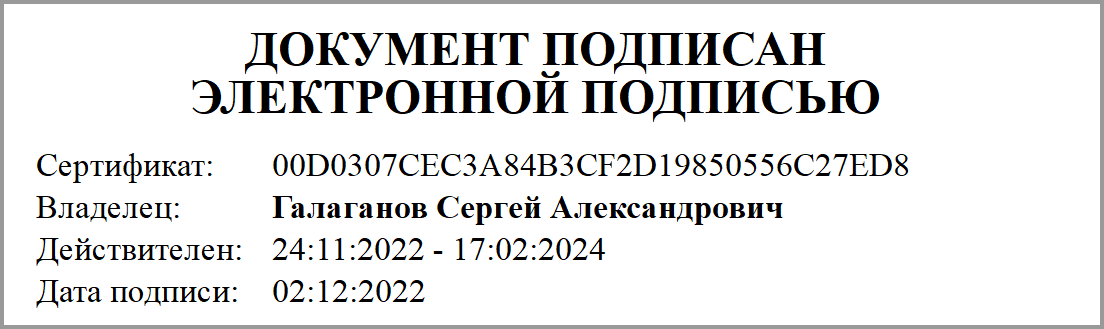 ДОКУМЕНТ ПОДПИСАН
ЭЛЕКТРОННОЙ ПОДПИСЬЮ
Сертификат: 00D0307CEC3A84B3CF2D19850556C27ED8
Владелец: Галаганов Сергей Александрович
Действителен: 24:11:2022 - 17:02:2024
Дата подписи: 02:12:2022